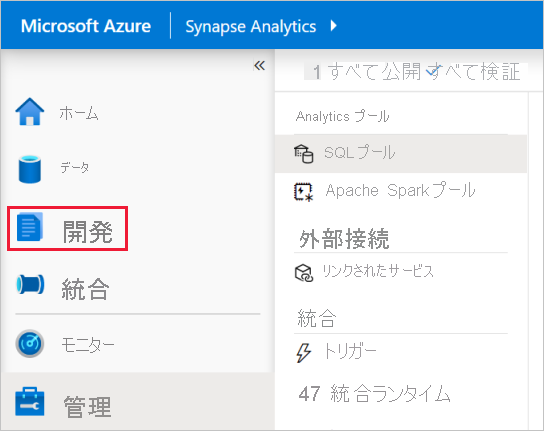 Microsoft Azure Synapse Analytics
«
1 すべて公開 すべて検証
ホーム
データ
開発
統合
モニター
管理
Analytics プール
SQLプール
Apache Sparkプール
外部接続
リンクされたサービス
統合
トリガー
47 統合ランタイム